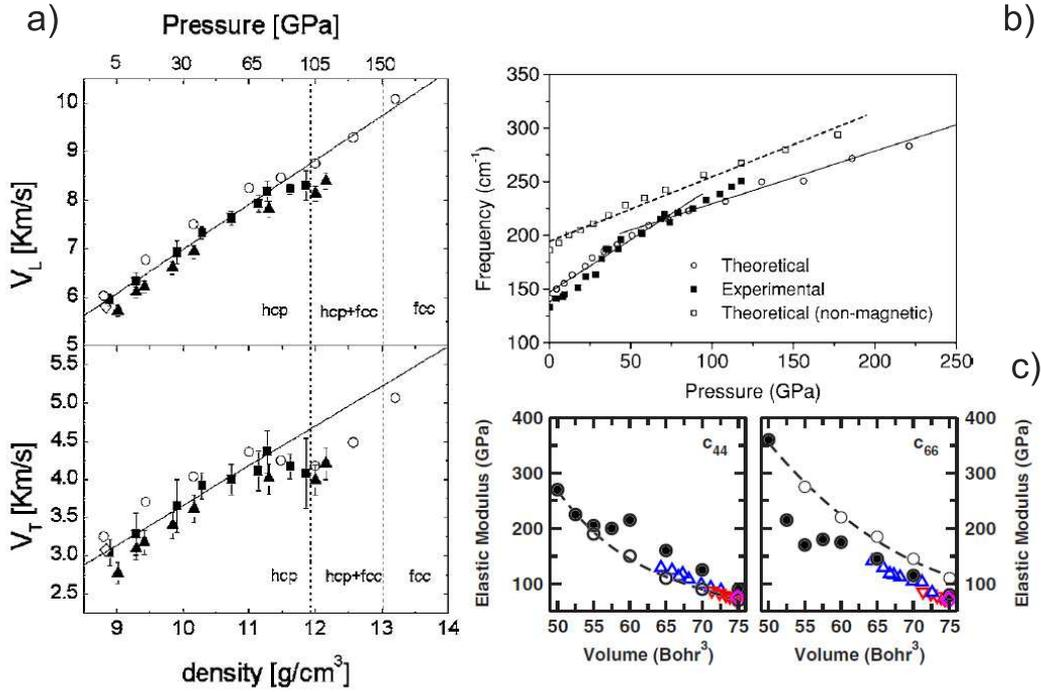 a)
Pressure [GPa]
5 30 65 105 150
10
9
8
7
6
5
V_L [Km/s]
hcp hcp+fcc fcc
5.5
5.0
4.5
4.0
3.5
3.0
2.5
V_T [Km/s]
hcp hcp+fcc fcc
9 10 11 12 13 14
density [g/cm³]
b)
350
300
250
200
150
100
Frequency (cm⁻¹)
Theoretical
Experimental
Theoretical (non-magnetic)
0 50 100 150 200 250
Pressure (GPa)
c)
400
300
200
100
Elastic Modulus (GPa)
c₄₄
50 55 60 65 70 75
Volume (Bohr³)
c₆₆
400
300
200
100
Elastic Modulus (GPa)
50 55 60 65 70 75
Volume (Bohr³)